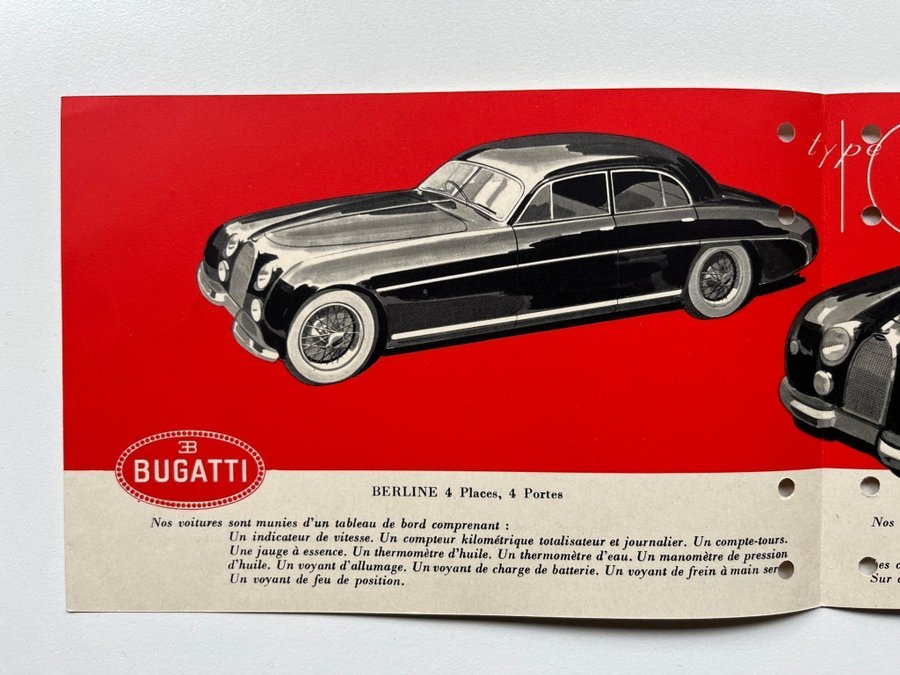 type
EB
BUGATTI
BERLINE 4 Places, 4 Portes
Nos voitures sont munies d'un tableau de bord comprenant :
Un indicateur de vitesse. Un compteur kilométrique totalisateur et journalier. Un compte-tours.
Une jauge à essence. Un thermomètre d'huile. Un thermomètre d'eau. Un manomètre de pression
d'huile. Un voyant d'allumage. Un voyant de charge de batterie. Un voyant de frein à main
Un voyant de feu de position.
Nos
Sur